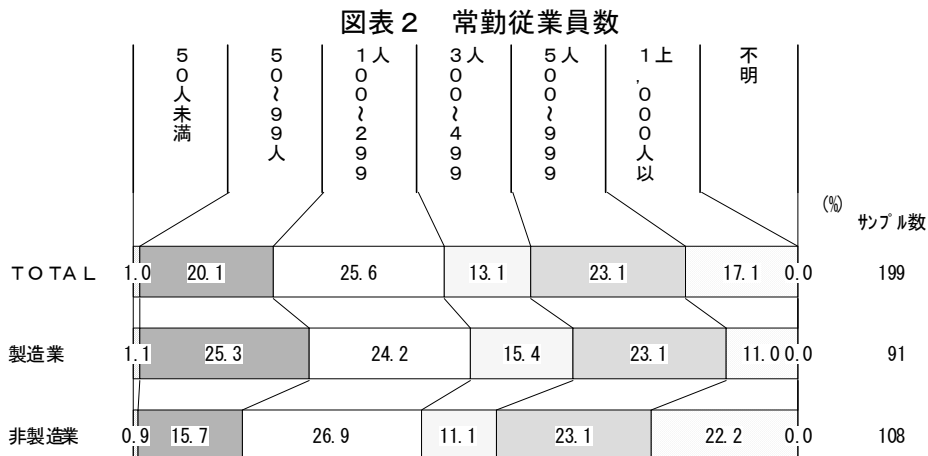 図表２　常勤従業員数
５０人未満
５０～９９人
１００～２９９人
３００～４９９人
５００～９９９人
１,０００人以上
不明
(%)
ｻﾝﾌﾟﾙ数
ＴＯＴＡＬ 1.0 20.1 25.6 13.1 23.1 17.1 0.0 199
製造業 1.1 25.3 24.2 15.4 23.1 11.0 0.0 91
非製造業 0.9 15.7 26.9 11.1 23.1 22.2 0.0 108